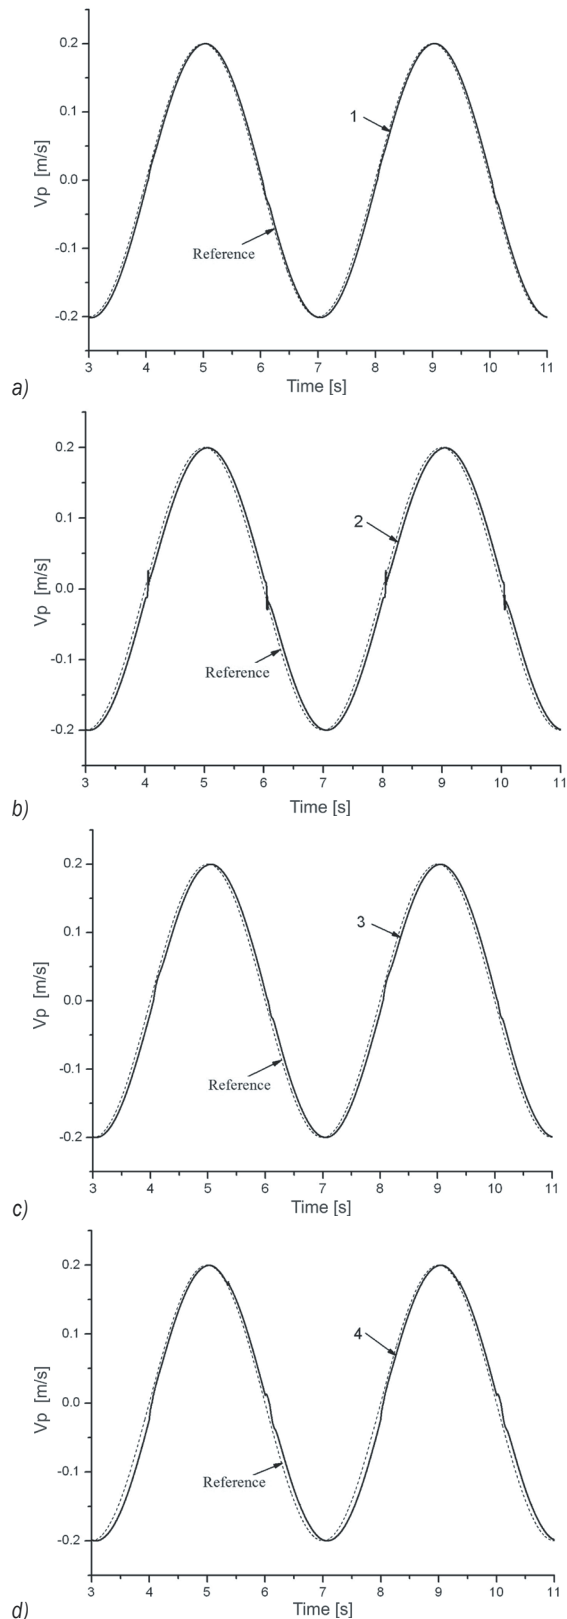 0.2
0.1
1
Vp [m/s]
0.0
-0.1
Reference
-0.2
3 4 5 6 7 8 9 10 11
Time [s]
a)
0.2
0.1
2
Vp [m/s]
0.0
-0.1
Reference
-0.2
3 4 5 6 7 8 9 10 11
Time [s]
b)
0.2
0.1
3
Vp [m/s]
0.0
-0.1
Reference
-0.2
3 4 5 6 7 8 9 10 11
Time [s]
c)
0.2
0.1
4
Vp [m/s]
0.0
-0.1
Reference
-0.2
3 4 5 6 7 8 9 10 11
Time [s]
d)